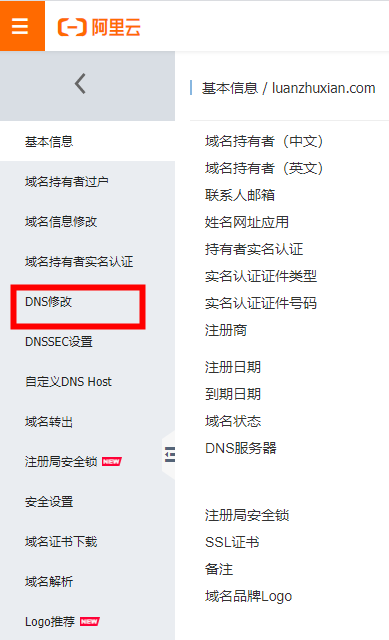 阿里云
基本信息
域名持有者过户
域名信息修改
域名持有者实名认证
DNS修改
DNSSEC设置
自定义DNS Host
域名转出
注册局安全锁 NEW
安全设置
域名证书下载
域名解析
Logo推荐 NEW
基本信息 / luanzhuxian.com
域名持有者（中文）
域名持有者（英文）
联系人邮箱
姓名网址应用
持有者实名认证
实名认证证件类型
实名认证证件号码
注册商
注册日期
到期日期
域名状态
DNS服务器
注册局安全锁
SSL证书
备注
域名品牌Logo